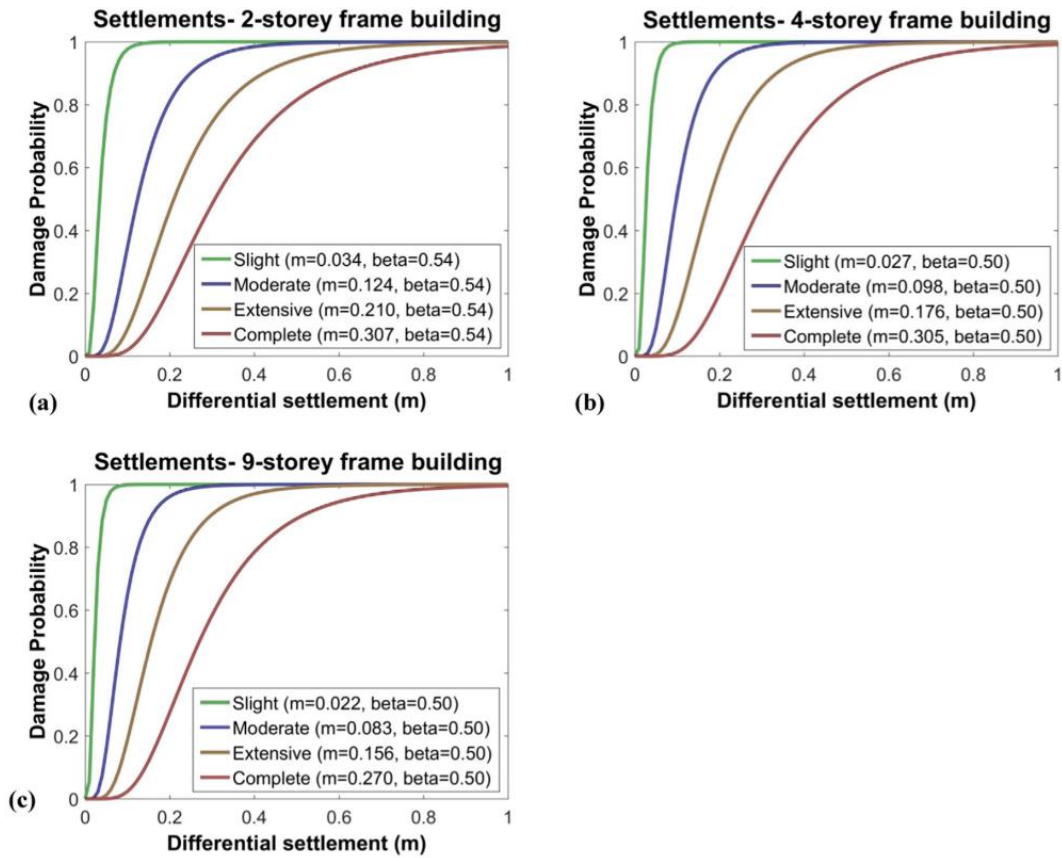 Settlements- 2-storey frame building
Damage Probability
1
0.8
0.6
0.4
0.2
0
Slight (m=0.034, beta=0.54)
Moderate (m=0.124, beta=0.54)
Extensive (m=0.210, beta=0.54)
Complete (m=0.307, beta=0.54)
0 0.2 0.4 0.6 0.8 1
(a) Differential settlement (m)
Settlements- 4-storey frame building
Damage Probability
1
0.8
0.6
0.4
0.2
0
Slight (m=0.027, beta=0.50)
Moderate (m=0.098, beta=0.50)
Extensive (m=0.176, beta=0.50)
Complete (m=0.305, beta=0.50)
0 0.2 0.4 0.6 0.8 1
(b) Differential settlement (m)
Settlements- 9-storey frame building
Damage Probability
1
0.8
0.6
0.4
0.2
0
Slight (m=0.022, beta=0.50)
Moderate (m=0.083, beta=0.50)
Extensive (m=0.156, beta=0.50)
Complete (m=0.270, beta=0.50)
(c)
0 0.2 0.4 0.6 0.8 1
Differential settlement (m)